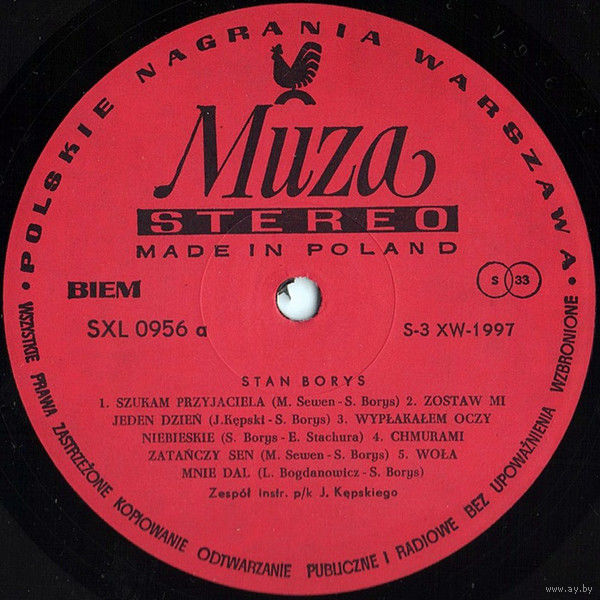 • POLSKIE NAGRANIA WARSZAWA •
Muza
STEREO
MADE IN POLAND
BIEM
S 33
SXL 0956 a
S-3 XW-1997
STAN BORYS
1. SZUKAM PRZYJACIELA (M. Sewen - S. Borys) 2. ZOSTAW MI
JEDEN DZIEŃ (J. Kępski - S. Borys) 3. WYPŁAKAŁEM OCZY
NIEBIESKIE (S. Borys - E. Stachura) 4. CHMURAMI
ZATAŃCZY SEN (M. Sewen - S. Borys) 5. WOŁA
MNIE DAL (L. Bogdanowicz - S. Borys)
Zespół Instr. p/k J. Kępskiego
WSZYSTKIE PRAWA ZASTRZEŻONE KOPIOWANIE ODTWARZANIE PUBLICZNE I RADIOWE BEZ UPOWAŻNIENIA WZBRONIONE
www.ay.by